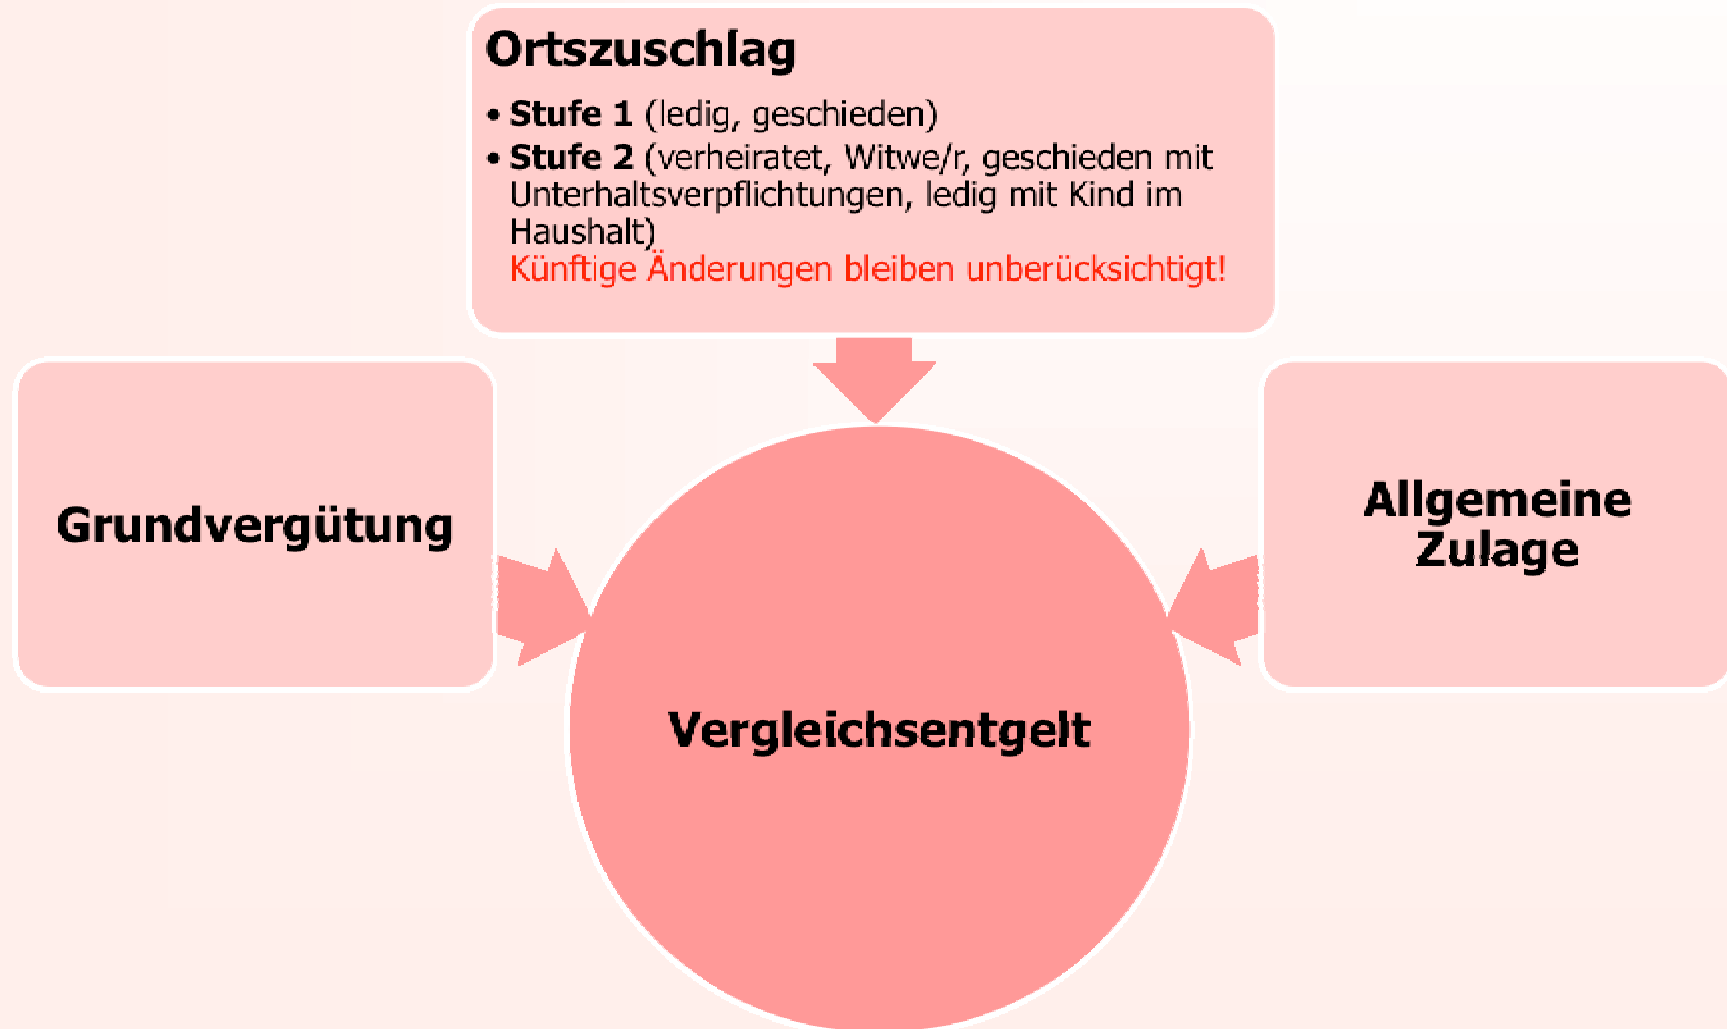 Ortszuschlag
• Stufe 1 (ledig, geschieden)
• Stufe 2 (verheiratet, Witwe/r, geschieden mit
Unterhaltsverpflichtungen, ledig mit Kind im
Haushalt)
Künftige Änderungen bleiben unberücksichtigt!
Grundvergütung
Allgemeine
Zulage
Vergleichsentgelt